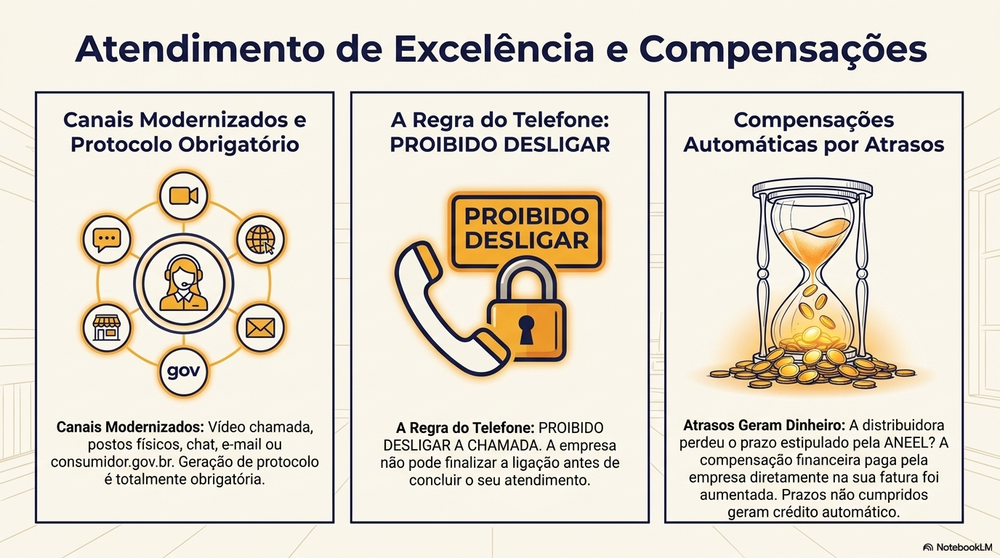 Atendimento de Excelência e Compensações
Canais Modernizados e
Protocolo Obrigatório
gov
Canais Modernizados: Vídeo chamada,
postos físicos, chat, e-mail ou
consumidor.gov.br. Geração de protocolo
é totalmente obrigatória.
A Regra do Telefone:
PROIBIDO DESLIGAR
PROIBIDO
DESLIGAR
A Regra do Telefone: PROIBIDO
DESLIGAR A CHAMADA. A empresa
não pode finalizar a ligação antes de
concluir o seu atendimento.
Compensações
Automáticas por Atrasos
Atrasos Geram Dinheiro: A distribuidora
perdeu o prazo estipulado pela ANEEL? A
compensação financeira paga pela
empresa diretamente na sua fatura foi
aumentada. Prazos não cumpridos
geram crédito automático.
NotebookLM